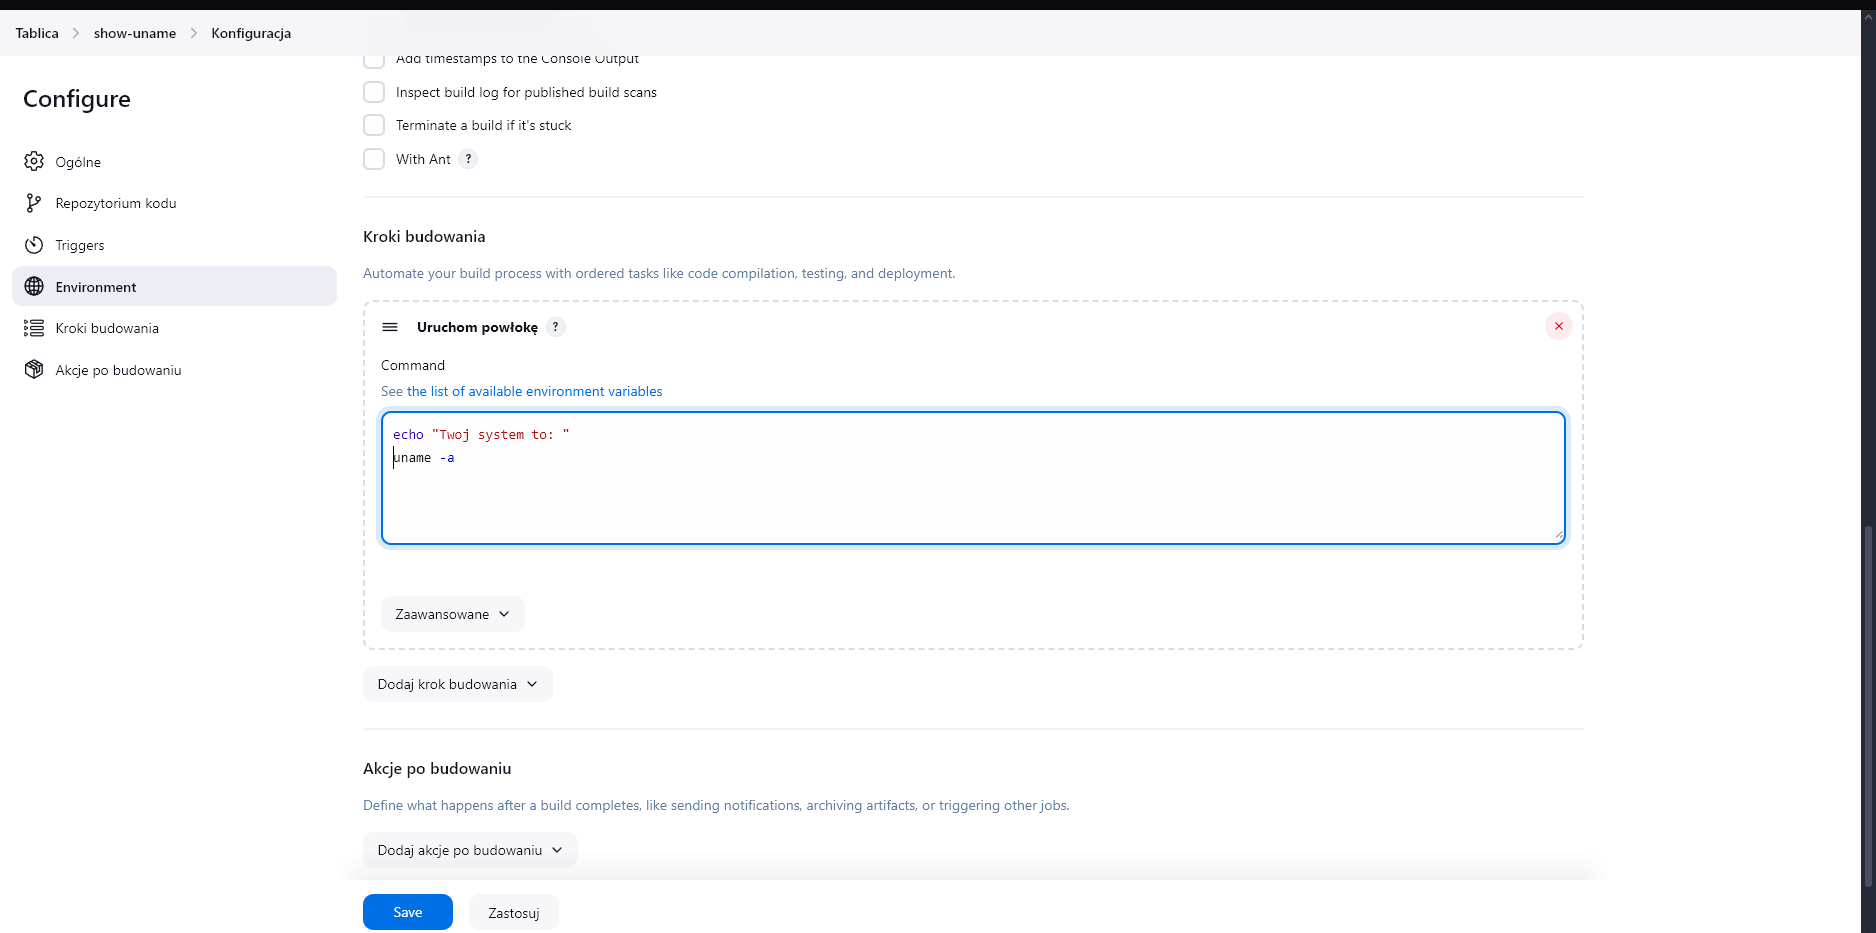 Tablica > show-uname > Konfiguracja
Configure
Ogólne
Repozytorium kodu
Triggers
Environment
Kroki budowania
Akcje po budowaniu
Add timestamps to the Console Output
Inspect build log for published build scans
Terminate a build if it's stuck
With Ant ?
Kroki budowania
Automate your build process with ordered tasks like code compilation, testing, and deployment.
Uruchom powłokę ?
Command
See the list of available environment variables
echo "Twoj system to: "
uname -a
Zaawansowane
Dodaj krok budowania
Akcje po budowaniu
Define what happens after a build completes, like sending notifications, archiving artifacts, or triggering other jobs.
Dodaj akcje po budowaniu
Save
Zastosuj